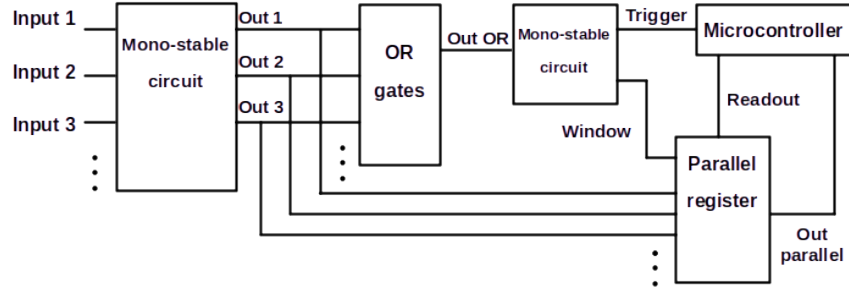 Input 1
Input 2
Input 3
Mono-stable
circuit
Out 1
Out 2
Out 3
OR
gates
Out OR
Mono-stable
circuit
Trigger
Window
Microcontroller
Readout
Parallel
register
Out
parallel